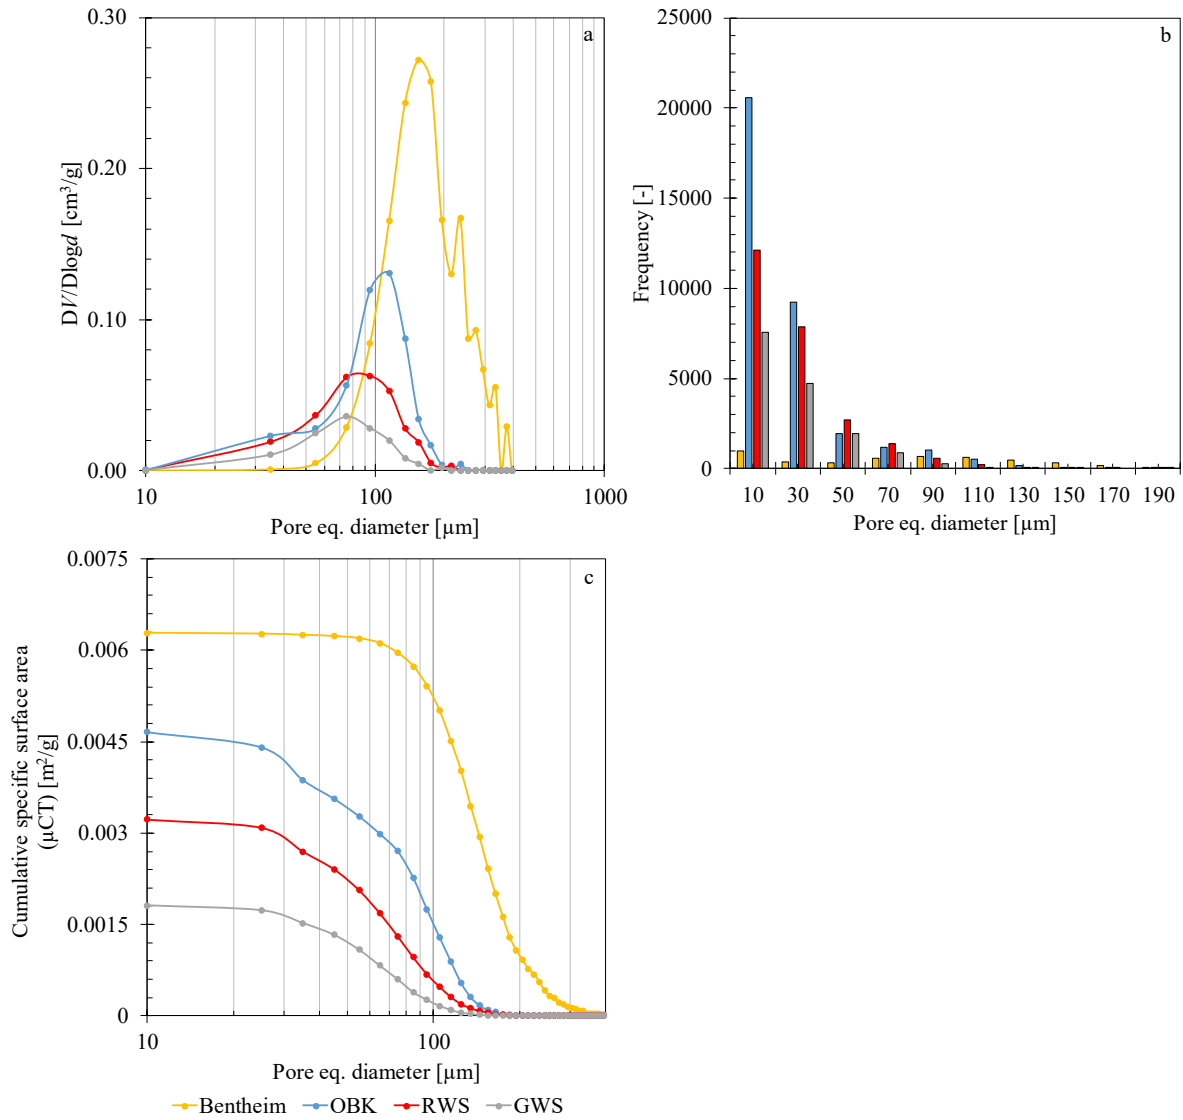 a
0.30
0.20
0.10
0.00
DV/Dlogd [cm³/g]
10
100
1000
Pore eq. diameter [µm]
b
25000
20000
15000
10000
5000
0
Frequency [-]
10
30
50
70
90
110
130
150
170
190
Pore eq. diameter [µm]
c
0.0075
0.006
0.0045
0.003
0.0015
0
Cumulative specific surface area
(µCT) [m²/g]
10
100
Pore eq. diameter [µm]
Bentheim OBK RWS GWS